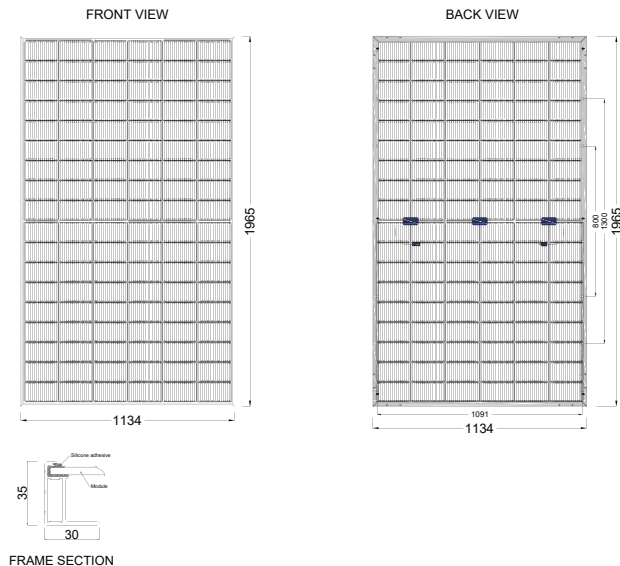 FRONT VIEW
BACK VIEW
1965
1134
800
1300
1965
1091
1134
Silicone adhesive
Module
35
30
FRAME SECTION